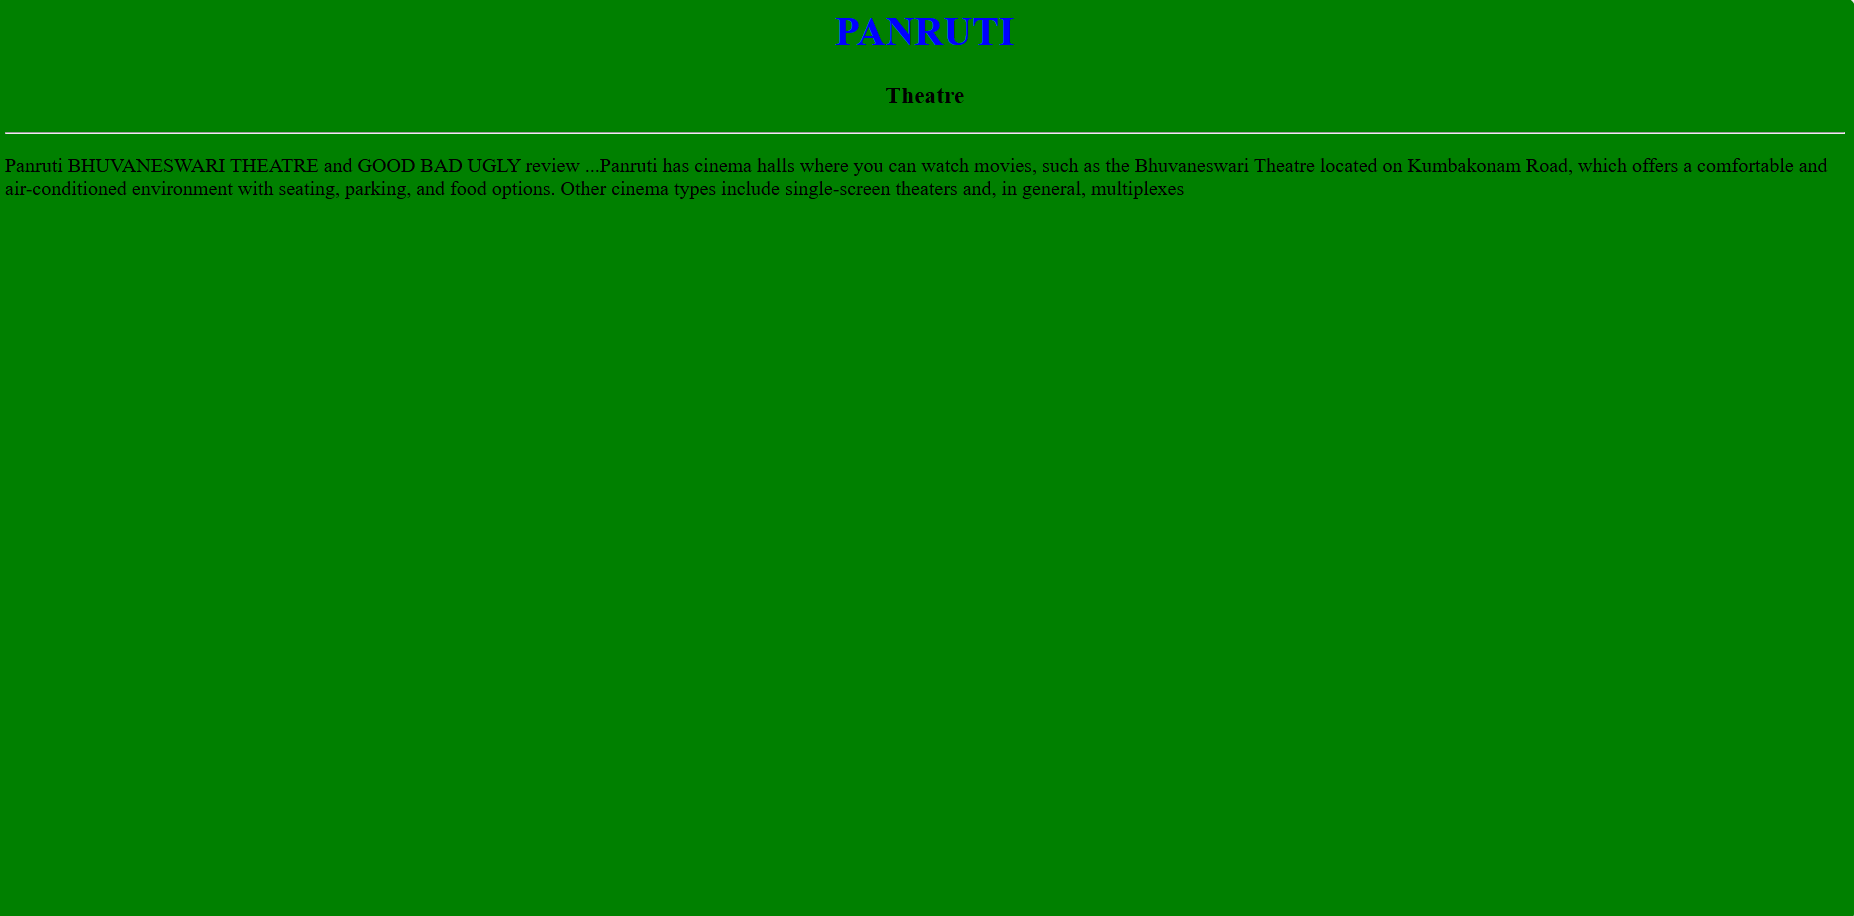 PANRUTI
Theatre
Panruti BHUVANESWARI THEATRE and GOOD BAD UGLY review ...Panruti has cinema halls where you can watch movies, such as the Bhuvaneswari Theatre located on Kumbakonam Road, which offers a comfortable and
air-conditioned environment with seating, parking, and food options. Other cinema types include single-screen theaters and, in general, multiplexes